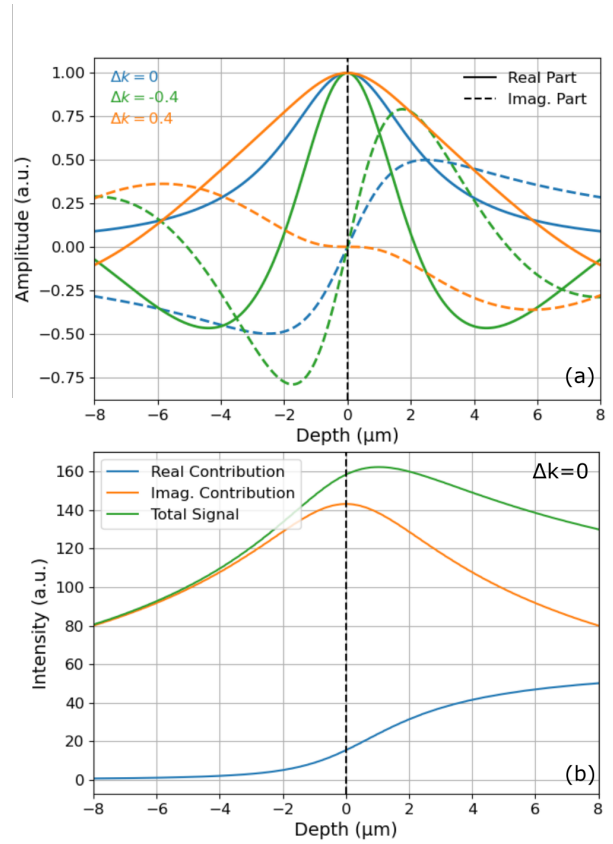 Δk = 0
Δk = -0.4
Δk = 0.4
Real Part
Imag. Part
1.00
0.75
0.50
0.25
0.00
−0.25
−0.50
−0.75
Amplitude (a.u.)
(a)
−8 −6 −4 −2 0 2 4 6 8
Depth (μm)
Real Contribution
Imag. Contribution
Total Signal
Δk=0
160
140
120
100
80
60
40
20
0
Intensity (a.u.)
(b)
−8 −6 −4 −2 0 2 4 6 8
Depth (μm)